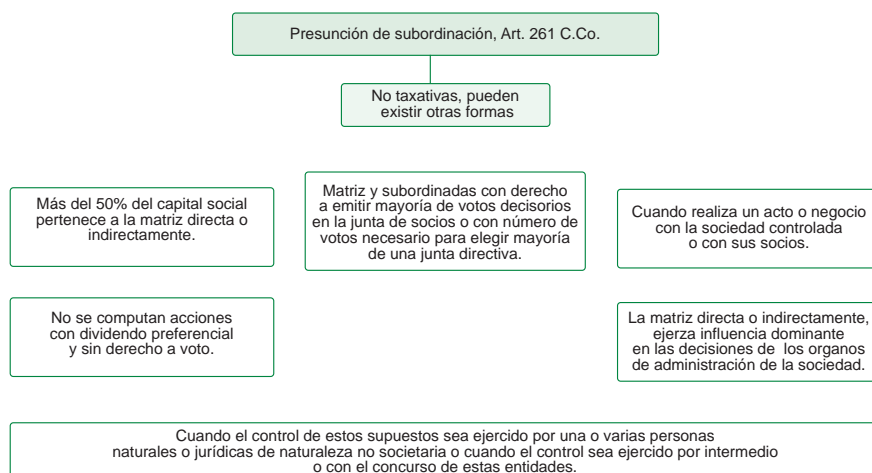 Presunción de subordinación, Art. 261 C.Co.
No taxativas, pueden
existir otras formas
Más del 50% del capital social
pertenece a la matriz directa o
indirectamente.
Matriz y subordinadas con derecho
a emitir mayoría de votos decisorios
en la junta de socios o con número de
votos necesario para elegir mayoría
de una junta directiva.
Cuando realiza un acto o negocio
con la sociedad controlada
o con sus socios.
No se computan acciones
con dividendo preferencial
y sin derecho a voto.
La matriz directa o indirectamente,
ejerza influencia dominante
en las decisiones de los organos
de administración de la sociedad.
Cuando el control de estos supuestos sea ejercido por una o varias personas
naturales o jurídicas de naturaleza no societaria o cuando el control sea ejercido por intermedio
o con el concurso de estas entidades.